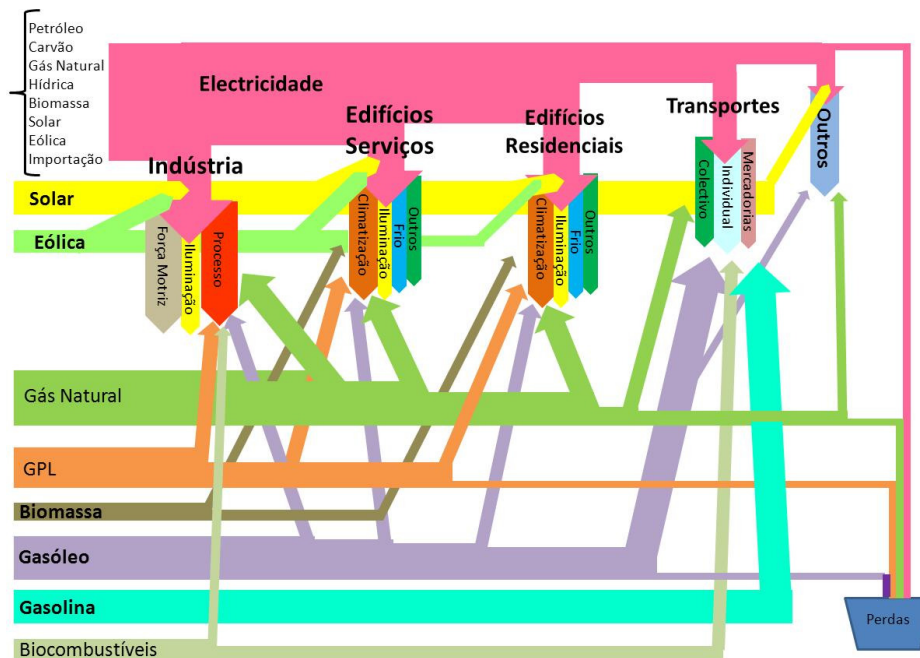 Petróleo
Carvão
Gás Natural
Hídrica
Biomassa
Solar
Eólica
Importação
Electricidade
Indústria
Edifícios
Serviços
Edifícios
Residenciais
Transportes
Outros
Solar
Eólica
Força Motriz
Iluminação
Processo
Climatização
Iluminação
Frio
Outros
Climatização
Iluminação
Frio
Outros
Colectivo
Individual
Mercadorias
Gás Natural
GPL
Biomassa
Gasóleo
Gasolina
Biocombustíveis
Perdas